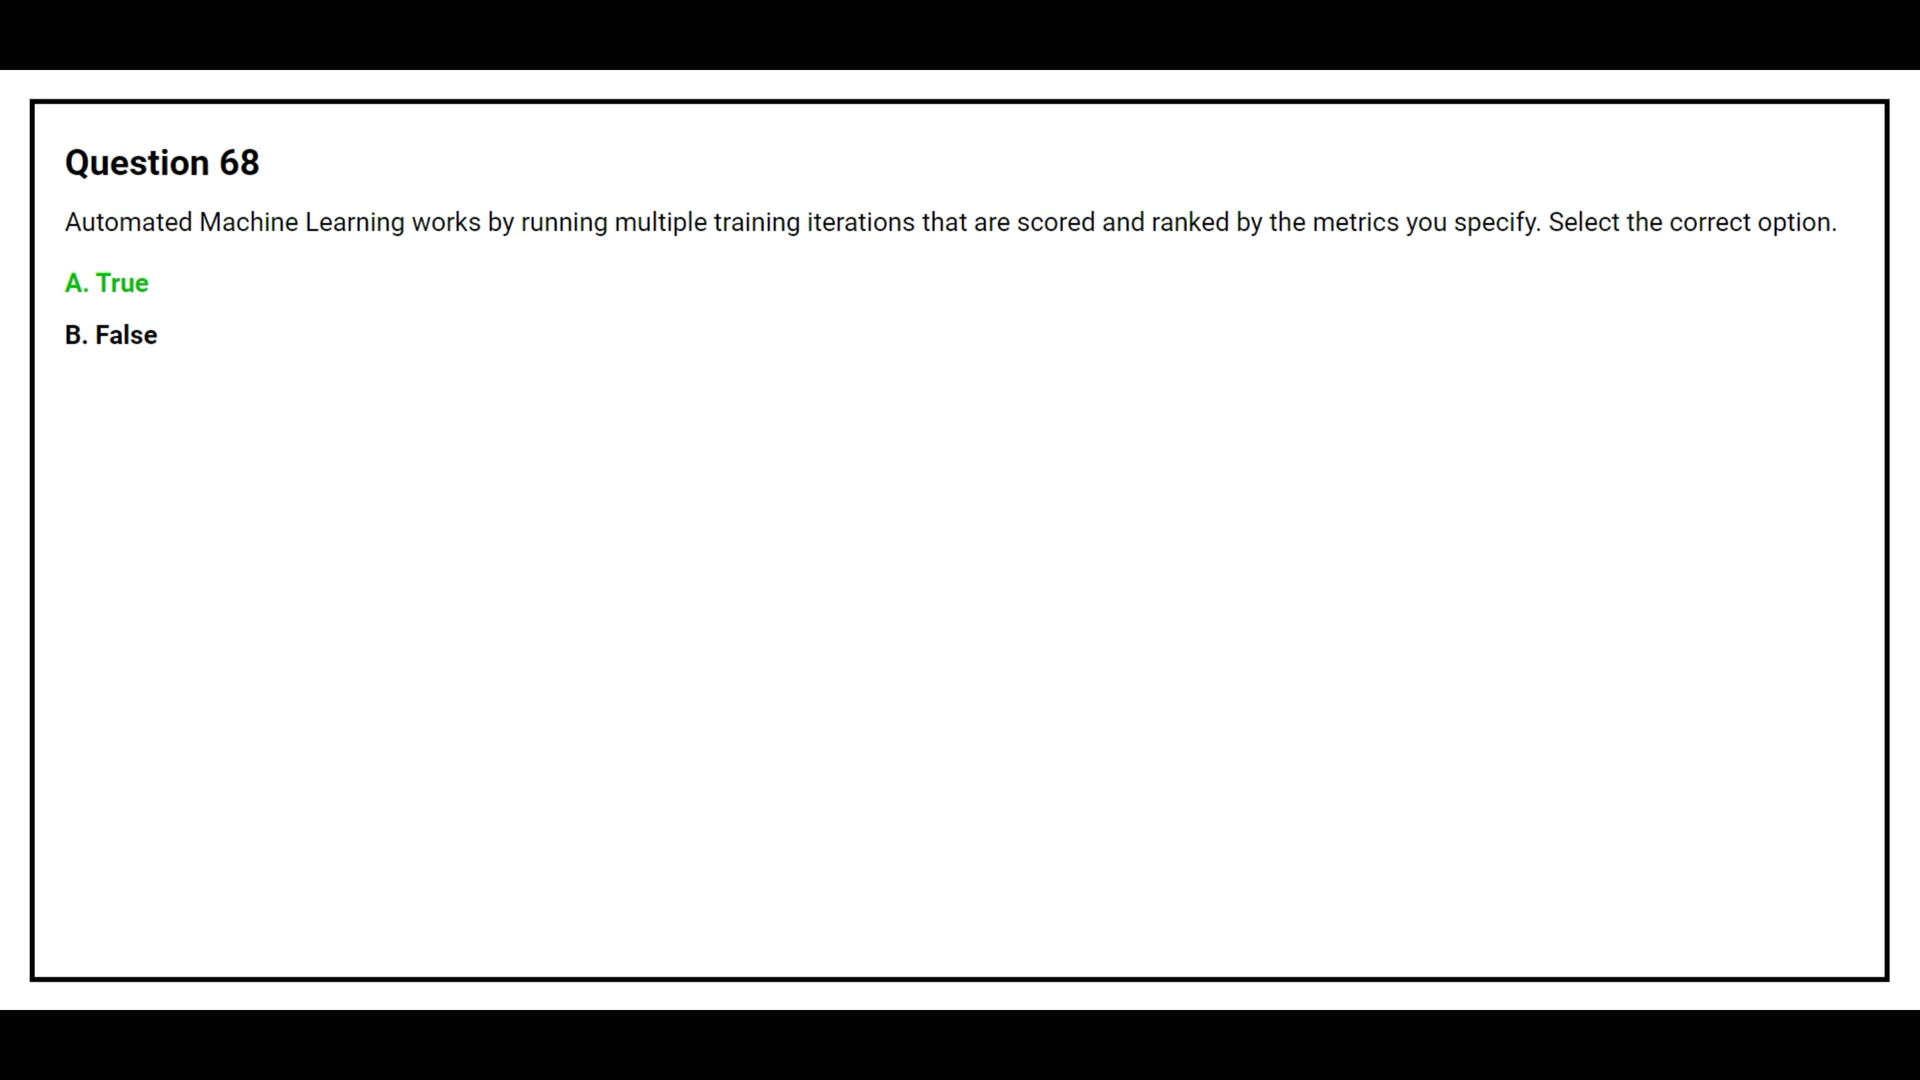 Question 68
Automated Machine Learning works by running multiple training iterations that are scored and ranked by the metrics you specify. Select the correct option.
A. True
B. False